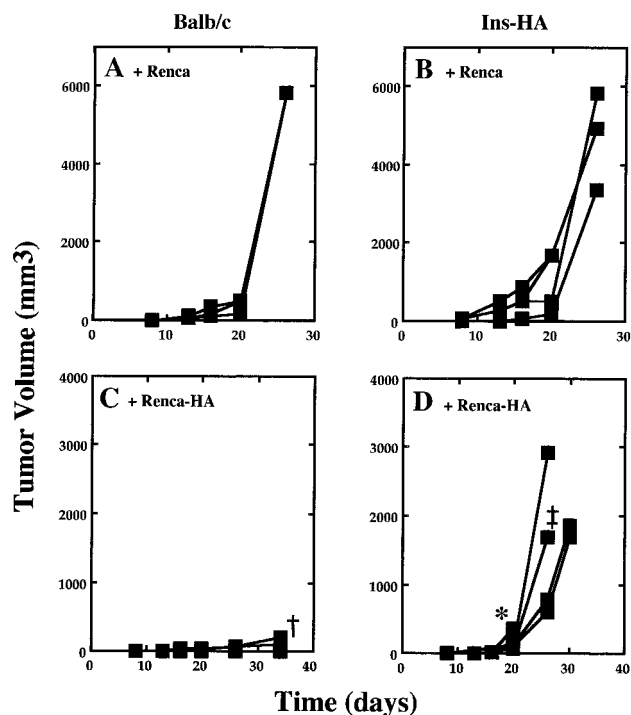 Balb/c
Ins-HA
A + Renca
6000
4000
2000
0
0 10 20 30
B + Renca
6000
4000
2000
0
0 10 20 30
Tumor Volume (mm3)
C + Renca-HA
4000
3000
2000
1000
0
0 10 20 30 40
†
D + Renca-HA
4000
3000
2000
1000
0
0 10 20 30 40
‡
*
Time (days)